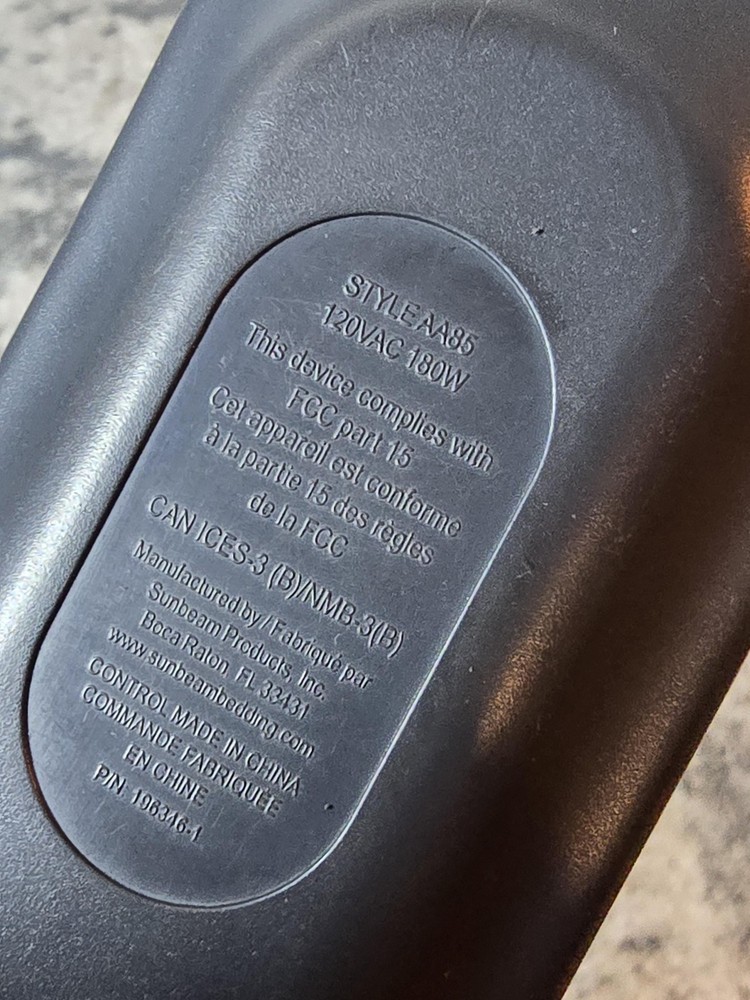 STYLE AA85
120VAC 180W
This device complies with
FCC part 15
Cet appareil est conforme
à la partie 15 des règles
de la FCC
CAN ICES-3 (B)/NMB-3(B)
Manufactured by / Fabriqué par
Sunbeam Products, Inc.
Boca Raton, FL 33431
www.sunbeambedding.com
CONTROL MADE IN CHINA
COMMANDE FABRIQUÉE
EN CHINE
P/N: 196346-1